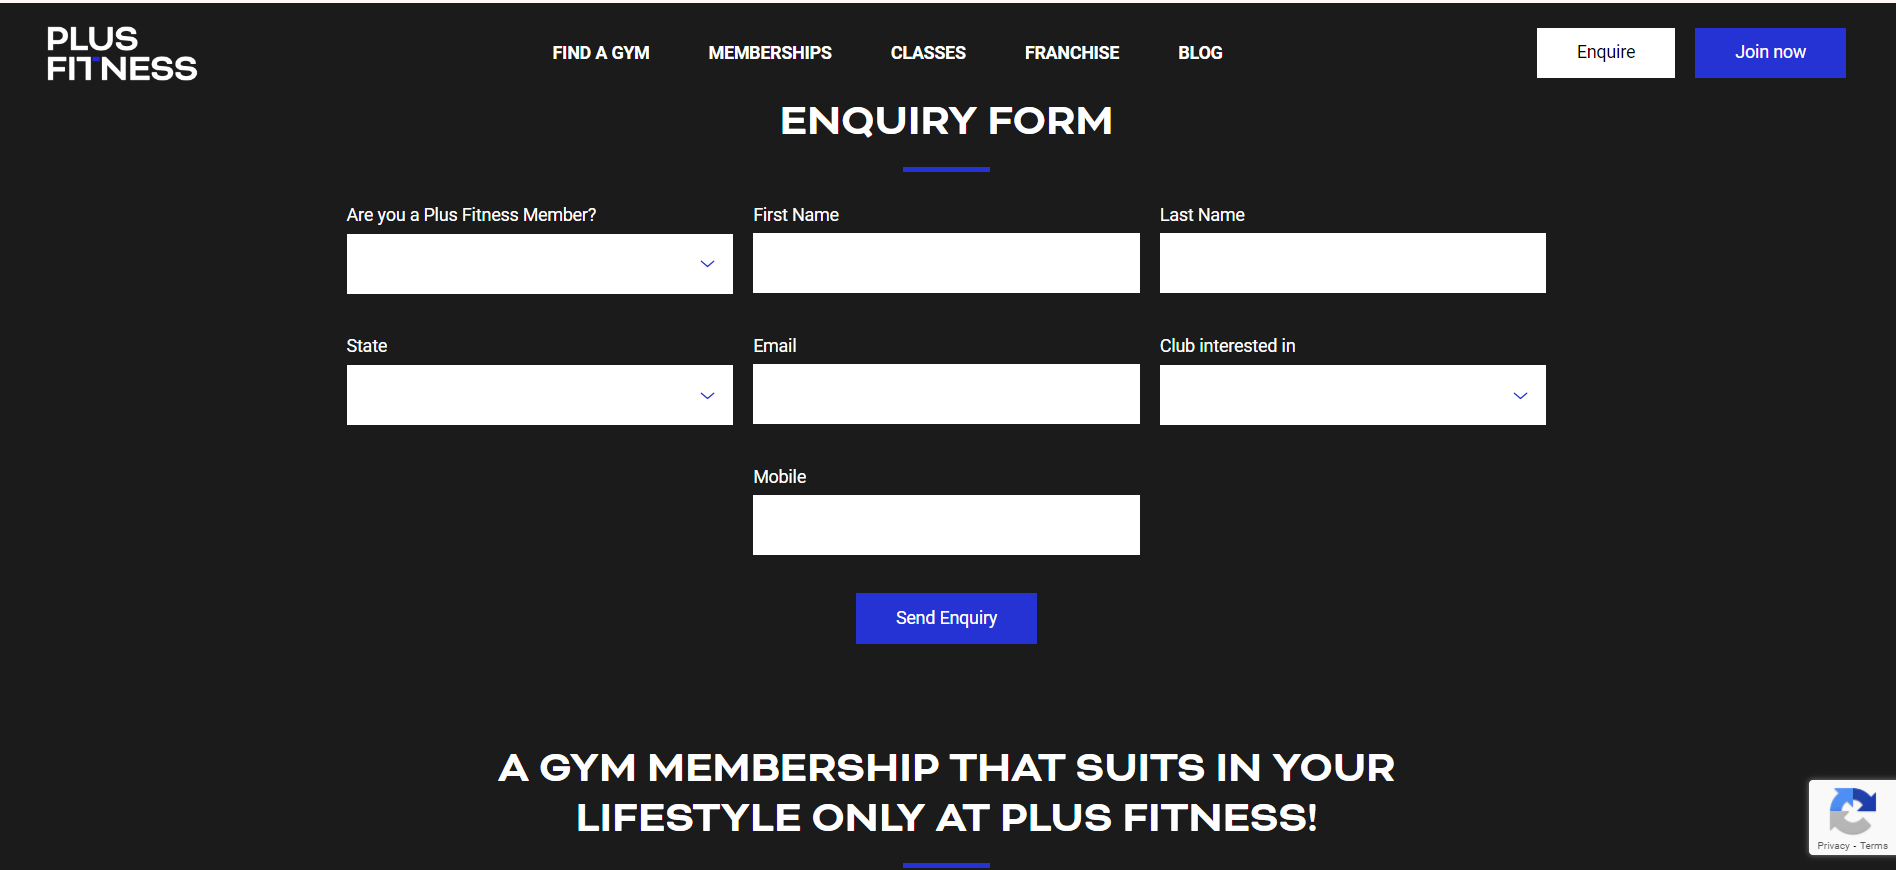 PLUS
FITNESS
FIND A GYM
MEMBERSHIPS
CLASSES
FRANCHISE
BLOG
Enquire
Join now
ENQUIRY FORM
Are you a Plus Fitness Member?
First Name
Last Name
State
Email
Club interested in
Mobile
Send Enquiry
A GYM MEMBERSHIP THAT SUITS IN YOUR
LIFESTYLE ONLY AT PLUS FITNESS!
Privacy - Terms